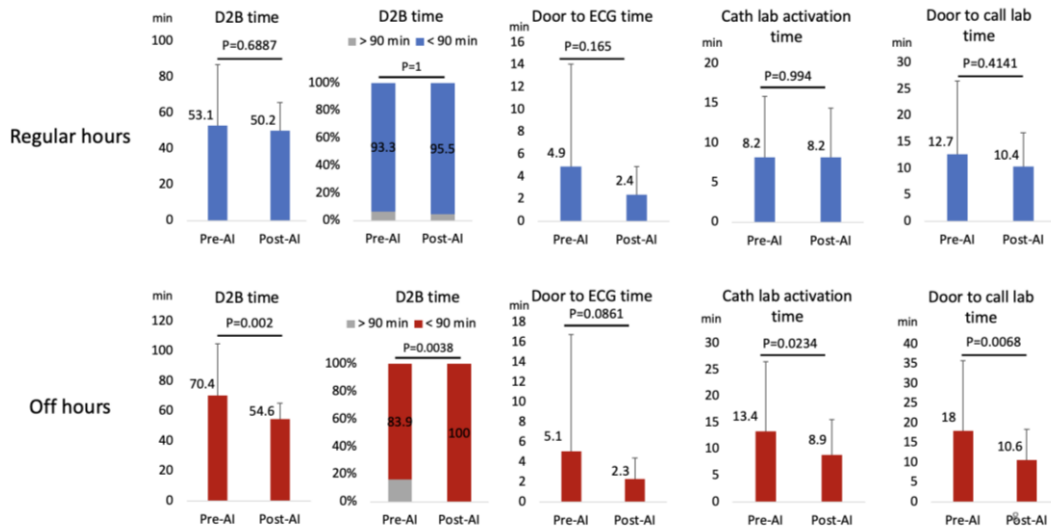 Regular hours
D2B time
min
100
80
60
40
20
0
P=0.6887
53.1
50.2
Pre-AI
Post-AI
D2B time
> 90 min
< 90 min
P=1
100%
80%
60%
40%
20%
0%
93.3
95.5
Pre-AI
Post-AI
Door to ECG time
min
16
14
12
10
8
6
4
2
0
P=0.165
4.9
2.4
Pre-AI
Post-AI
Cath lab activation
time
min
20
15
10
5
0
P=0.994
8.2
8.2
Pre-AI
Post-AI
Door to call lab
time
min
30
25
20
15
10
5
0
P=0.4141
12.7
10.4
Pre-AI
Post-AI
Off hours
D2B time
min
120
100
80
60
40
20
0
P=0.002
70.4
54.6
Pre-AI
Post-AI
D2B time
> 90 min
< 90 min
P=0.0038
100%
80%
60%
40%
20%
0%
83.9
100
Pre-AI
Post-AI
Door to ECG time
min
18
16
14
12
10
8
6
4
2
0
P=0.0861
5.1
2.3
Pre-AI
Post-AI
Cath lab activation
time
min
30
25
20
15
10
5
0
P=0.0234
13.4
8.9
Pre-AI
Post-AI
Door to call lab
time
min
40
35
30
25
20
15
10
5
0
P=0.0068
18
10.6
Pre-AI
Post-AI